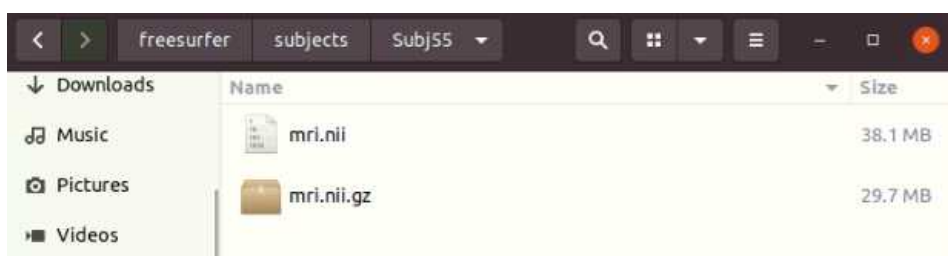 freesurfer subjects Subj55
Downloads Name Size
Music mri.nii 38.1 MB
Pictures mri.nii.gz 29.7 MB
Videos